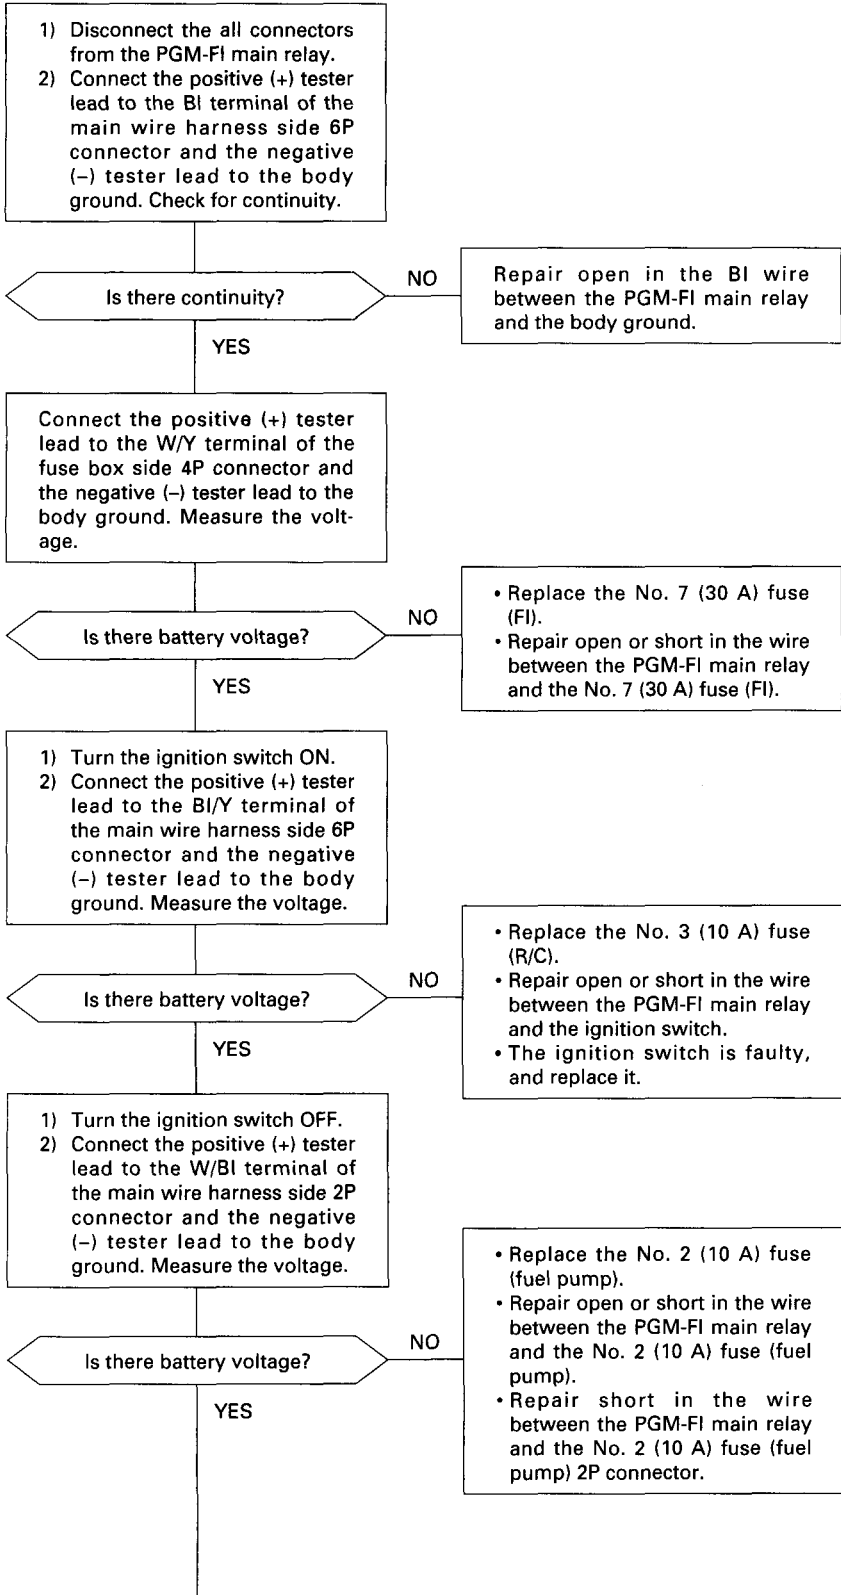 1) Disconnect the all connectors
from the PGM-FI main relay.
2) Connect the positive (+) tester
lead to the Bl terminal of the
main wire harness side 6P
connector and the negative
(–) tester lead to the body
ground. Check for continuity.
Is there continuity?
NO
Repair open in the Bl wire
between the PGM-FI main relay
and the body ground.
YES
Connect the positive (+) tester
lead to the W/Y terminal of the
fuse box side 4P connector and
the negative (–) tester lead to the
body ground. Measure the volt-
age.
Is there battery voltage?
NO
• Replace the No. 7 (30 A) fuse
(FI).
• Repair open or short in the wire
between the PGM-FI main relay
and the No. 7 (30 A) fuse (FI).
YES
1) Turn the ignition switch ON.
2) Connect the positive (+) tester
lead to the Bl/Y terminal of
the main wire harness side 6P
connector and the negative
(–) tester lead to the body
ground. Measure the voltage.
Is there battery voltage?
NO
• Replace the No. 3 (10 A) fuse
(R/C).
• Repair open or short in the wire
between the PGM-FI main relay
and the ignition switch.
• The ignition switch is faulty,
and replace it.
YES
1) Turn the ignition switch OFF.
2) Connect the positive (+) tester
lead to the W/Bl terminal of
the main wire harness side 2P
connector and the negative
(–) tester lead to the body
ground. Measure the voltage.
Is there battery voltage?
NO
• Replace the No. 2 (10 A) fuse
(fuel pump).
• Repair open or short in the wire
between the PGM-FI main relay
and the No. 2 (10 A) fuse (fuel
pump).
• Repair short in the wire
between the PGM-FI main relay
and the No. 2 (10 A) fuse (fuel
pump) 2P connector.
YES